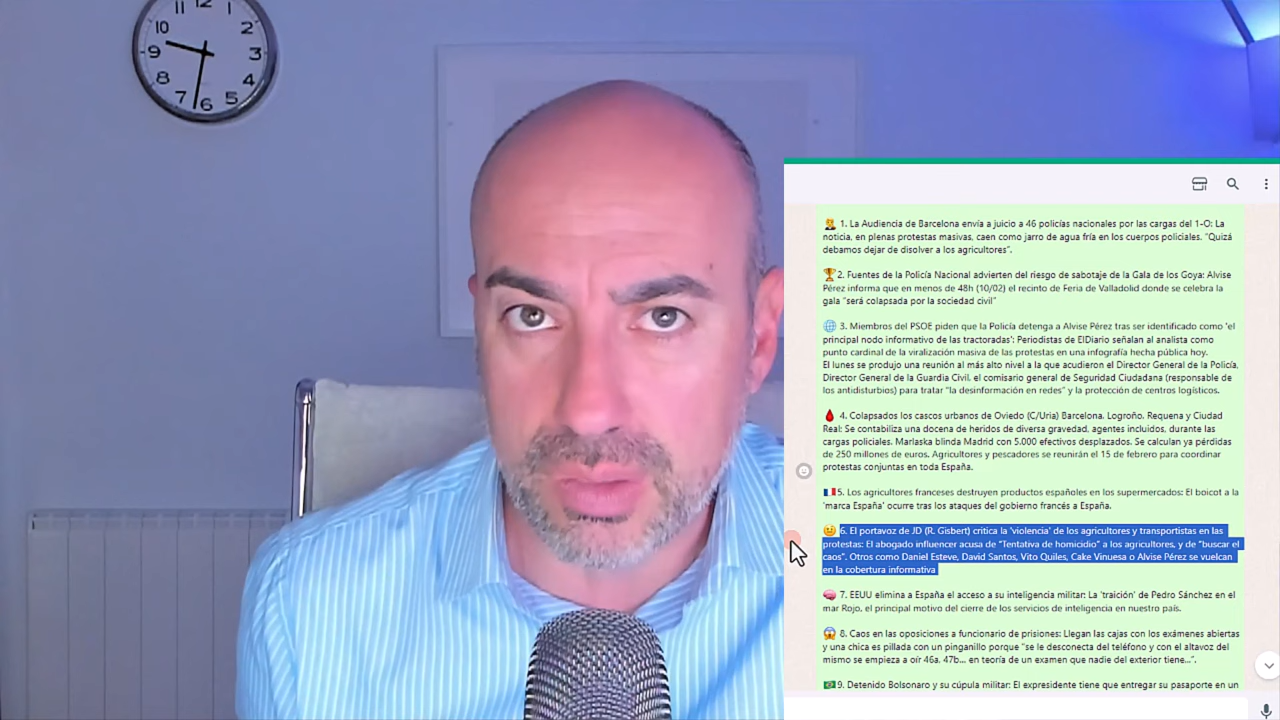 11 12 1
10 2
9 3
8 4
7 6 5
🤵 1. La Audiencia de Barcelona envía a juicio a 46 policías nacionales por las cargas del 1-O: La
noticia, en plenas protestas masivas, caen como jarro de agua fría en los cuerpos policiales. "Quizá
debamos dejar de disolver a los agricultores".
🏆2. Fuentes de la Policía Nacional advierten del riesgo de sabotaje de la Gala de los Goya: Alvise
Pérez informa que en menos de 48h (10/02) el recinto de Feria de Valladolid donde se celebra la
gala "será colapsada por la sociedad civil"
🌐 3. Miembros del PSOE piden que la Policía detenga a Alvise Pérez tras ser identificado como 'el
principal nodo informativo de las tractoradas': Periodistas de ElDiario señalan al analista como
punto cardinal de la viralización masiva de las protestas en una infografía hecha pública hoy.
El lunes se produjo una reunión al más alto nivel a la que acudieron el Director General de la Policía,
Director General de la Guardia Civil, el comisario general de Seguridad Ciudadana (responsable de
los antidisturbios) para tratar "la desinformación en redes" y la protección de centros logísticos.
🩸 4. Colapsados los cascos urbanos de Oviedo (C/Uria) Barcelona, Logroño, Requena y Ciudad
Real: Se contabiliza una docena de heridos de diversa gravedad, agentes incluidos, durante las
cargas policiales. Marlaska blinda Madrid con 5.000 efectivos desplazados. Se calculan ya pérdidas
de 250 millones de euros. Agricultores y pescadores se reunirán el 15 de febrero para coordinar
protestas conjuntas en toda España.
🇫🇷5. Los agricultores franceses destruyen productos españoles en los supermercados: El boicot a la
'marca España' ocurre tras los ataques del gobierno francés a España.
🤨 6. El portavoz de JD (R. Gisbert) critica la 'violencia' de los agricultores y transportistas en las
protestas: El abogado influencer acusa de "Tentativa de homicidio" a los agricultores, y de "buscar el
caos". Otros como Daniel Esteve, David Santos, Vito Quiles, Cake Vinuesa o Alvise Pérez se vuelcan
en la cobertura informativa
🧠 7. EEUU elimina a España el acceso a su inteligencia militar: La 'traición' de Pedro Sánchez en el
mar Rojo, el principal motivo del cierre de los servicios de inteligencia en nuestro país.
😱 8. Caos en las oposiciones a funcionario de prisiones: Llegan las cajas con los exámenes abiertas
y una chica es pillada con un pinganillo porque "se le desconecta del teléfono y con el altavoz del
mismo se empieza a oír 46a, 47b... en teoría de un examen que nadie del exterior tiene...".
🇧🇷9. Detenido Bolsonaro y su cúpula militar: El expresidente tiene que entregar su pasaporte en un